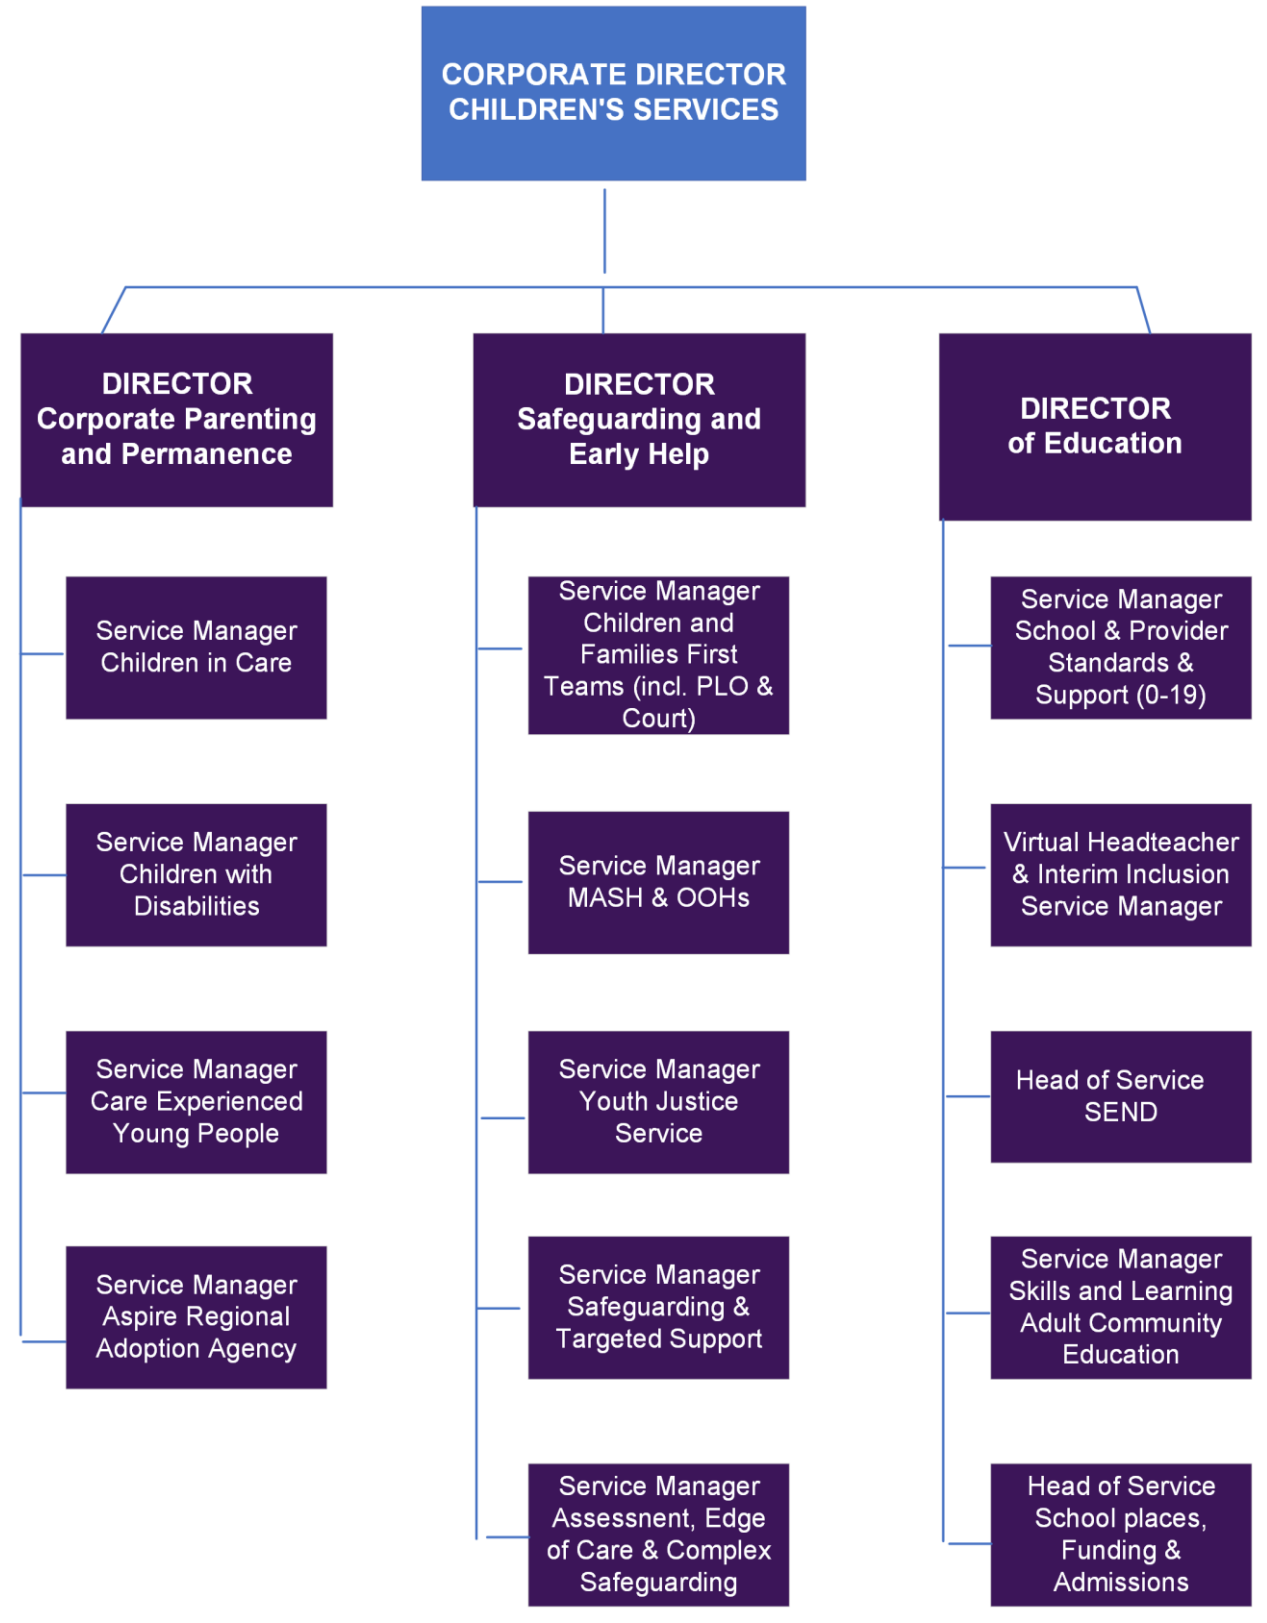 CORPORATE DIRECTOR
CHILDREN'S SERVICES
DIRECTOR
Corporate Parenting
and Permanence
Service Manager
Children in Care
Service Manager
Children with
Disabilities
Service Manager
Care Experienced
Young People
Service Manager
Aspire Regional
Adoption Agency
DIRECTOR
Safeguarding and
Early Help
Service Manager
Children and
Families First
Teams (incl. PLO &
Court)
Service Manager
MASH & OOHs
Service Manager
Youth Justice
Service
Service Manager
Safeguarding &
Targeted Support
Service Manager
Assessnent, Edge
of Care & Complex
Safeguarding
DIRECTOR
of Education
Service Manager
School & Provider
Standards &
Support (0-19)
Virtual Headteacher
& Interim Inclusion
Service Manager
Head of Service
SEND
Service Manager
Skills and Learning
Adult Community
Education
Head of Service
School places,
Funding &
Admissions